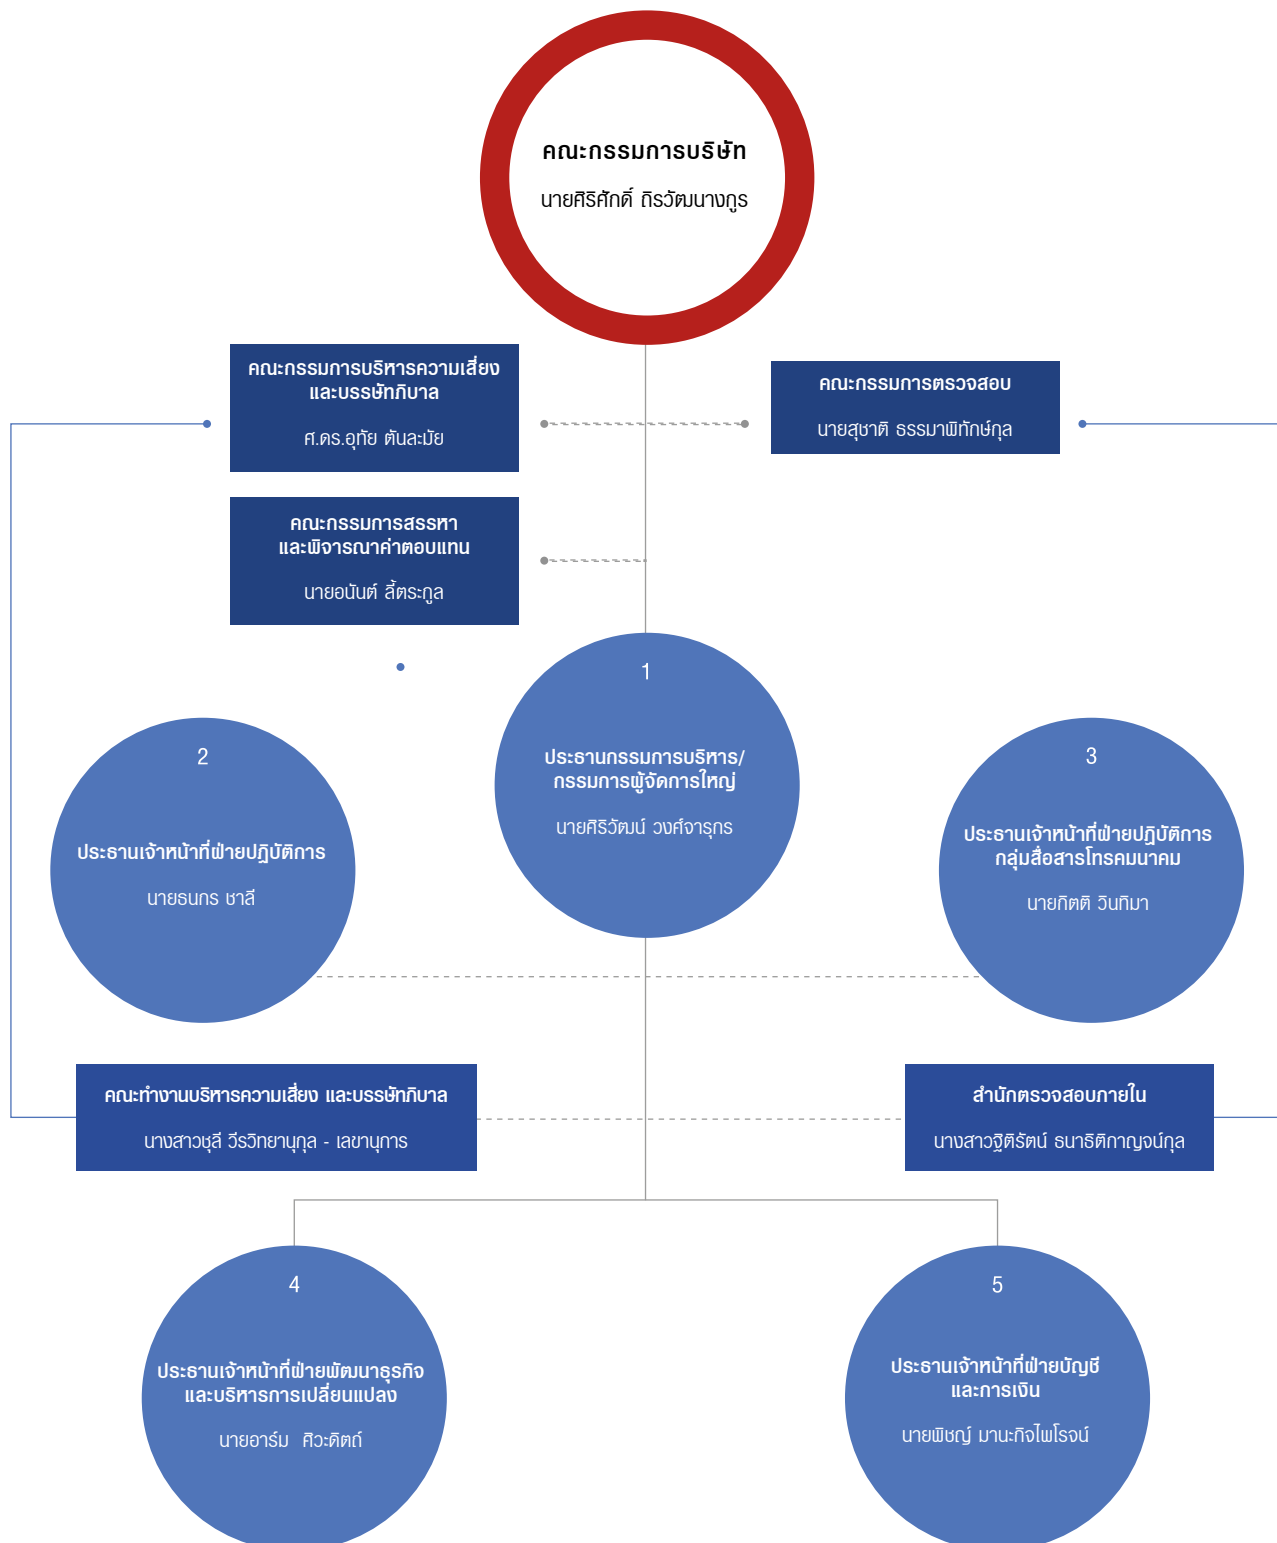 คณะกรรมการบริษัท
นายศิริศักดิ์ ถิรวัฒนางกูร
คณะกรรมการบริหารความเสี่ยง
และบรรษัทภิบาล
ศ.ดร.อุทัย ตันละมัย
คณะกรรมการตรวจสอบ
นายสุชาติ ธรรมาพิทักษ์กุล
คณะกรรมการสรรหา
และพิจารณาค่าตอบแทน
นายอนันต์ ลี้ตระกูล
1
ประธานกรรมการบริหาร/
กรรมการผู้จัดการใหญ่
นายศิริวัฒน์ วงศ์จารุกร
2
ประธานเจ้าหน้าที่ฝ่ายปฏิบัติการ
นายธนกร ชาลี
3
ประธานเจ้าหน้าที่ฝ่ายปฏิบัติการ
กลุ่มสื่อสารโทรคมนาคม
นายกิตติ วินทิมา
คณะทำงานบริหารความเสี่ยง และบรรษัทภิบาล
นางสาวชุลี วีรวิทยานุกุล - เลขานุการ
สำนักตรวจสอบภายใน
นางสาวฐิติรัตน์ ธนาธิติกาญจน์กุล
4
ประธานเจ้าหน้าที่ฝ่ายพัฒนาธุรกิจ
และบริหารการเปลี่ยนแปลง
นายอาร์ม ศิวะดิตถ์
5
ประธานเจ้าหน้าที่ฝ่ายบัญชี
และการเงิน
นายพิชญ์ มานะกิจไพโรจน์